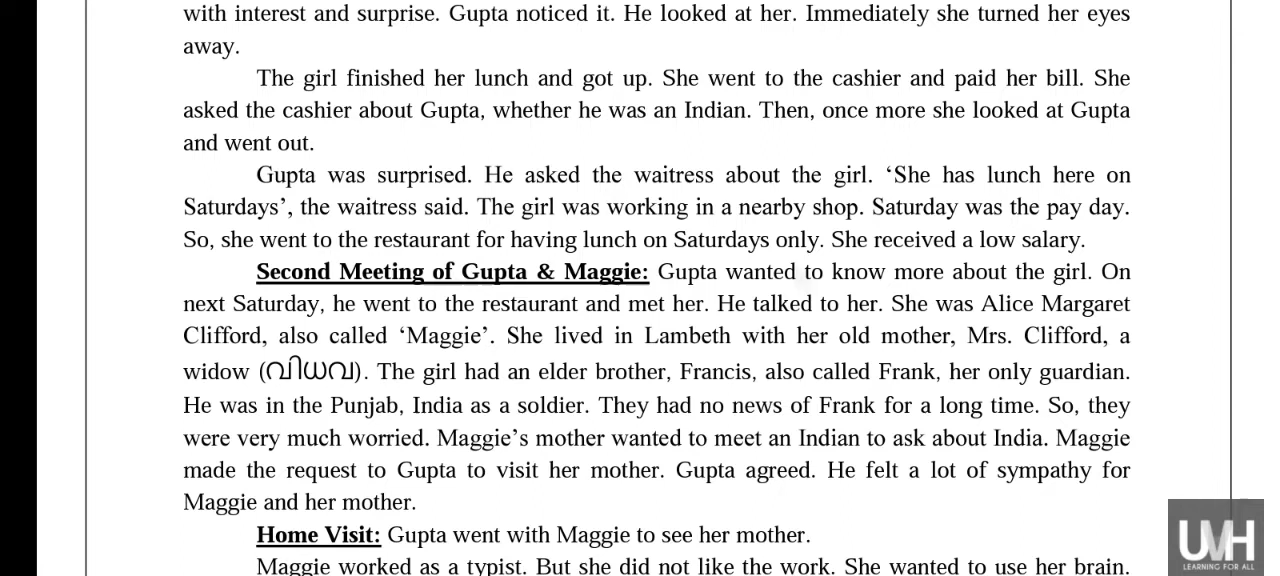 with interest and surprise. Gupta noticed it. He looked at her. Immediately she turned her eyes
away.
The girl finished her lunch and got up. She went to the cashier and paid her bill. She
asked the cashier about Gupta, whether he was an Indian. Then, once more she looked at Gupta
and went out.
Gupta was surprised. He asked the waitress about the girl. ‘She has lunch here on
Saturdays’, the waitress said. The girl was working in a nearby shop. Saturday was the pay day.
So, she went to the restaurant for having lunch on Saturdays only. She received a low salary.
Second Meeting of Gupta & Maggie: Gupta wanted to know more about the girl. On
next Saturday, he went to the restaurant and met her. He talked to her. She was Alice Margaret
Clifford, also called ‘Maggie’. She lived in Lambeth with her old mother, Mrs. Clifford, a
widow (വിധവ). The girl had an elder brother, Francis, also called Frank, her only guardian.
He was in the Punjab, India as a soldier. They had no news of Frank for a long time. So, they
were very much worried. Maggie’s mother wanted to meet an Indian to ask about India. Maggie
made the request to Gupta to visit her mother. Gupta agreed. He felt a lot of sympathy for
Maggie and her mother.
Home Visit: Gupta went with Maggie to see her mother.
Maggie worked as a typist. But she did not like the work. She wanted to use her brain.
UVH
LEARNING FOR ALL